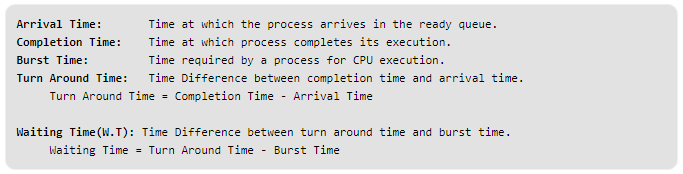 Arrival Time: Time at which the process arrives in the ready queue.
Completion Time: Time at which process completes its execution.
Burst Time: Time required by a process for CPU execution.
Turn Around Time: Time Difference between completion time and arrival time.
Turn Around Time = Completion Time - Arrival Time
Waiting Time(W.T): Time Difference between turn around time and burst time.
Waiting Time = Turn Around Time - Burst Time